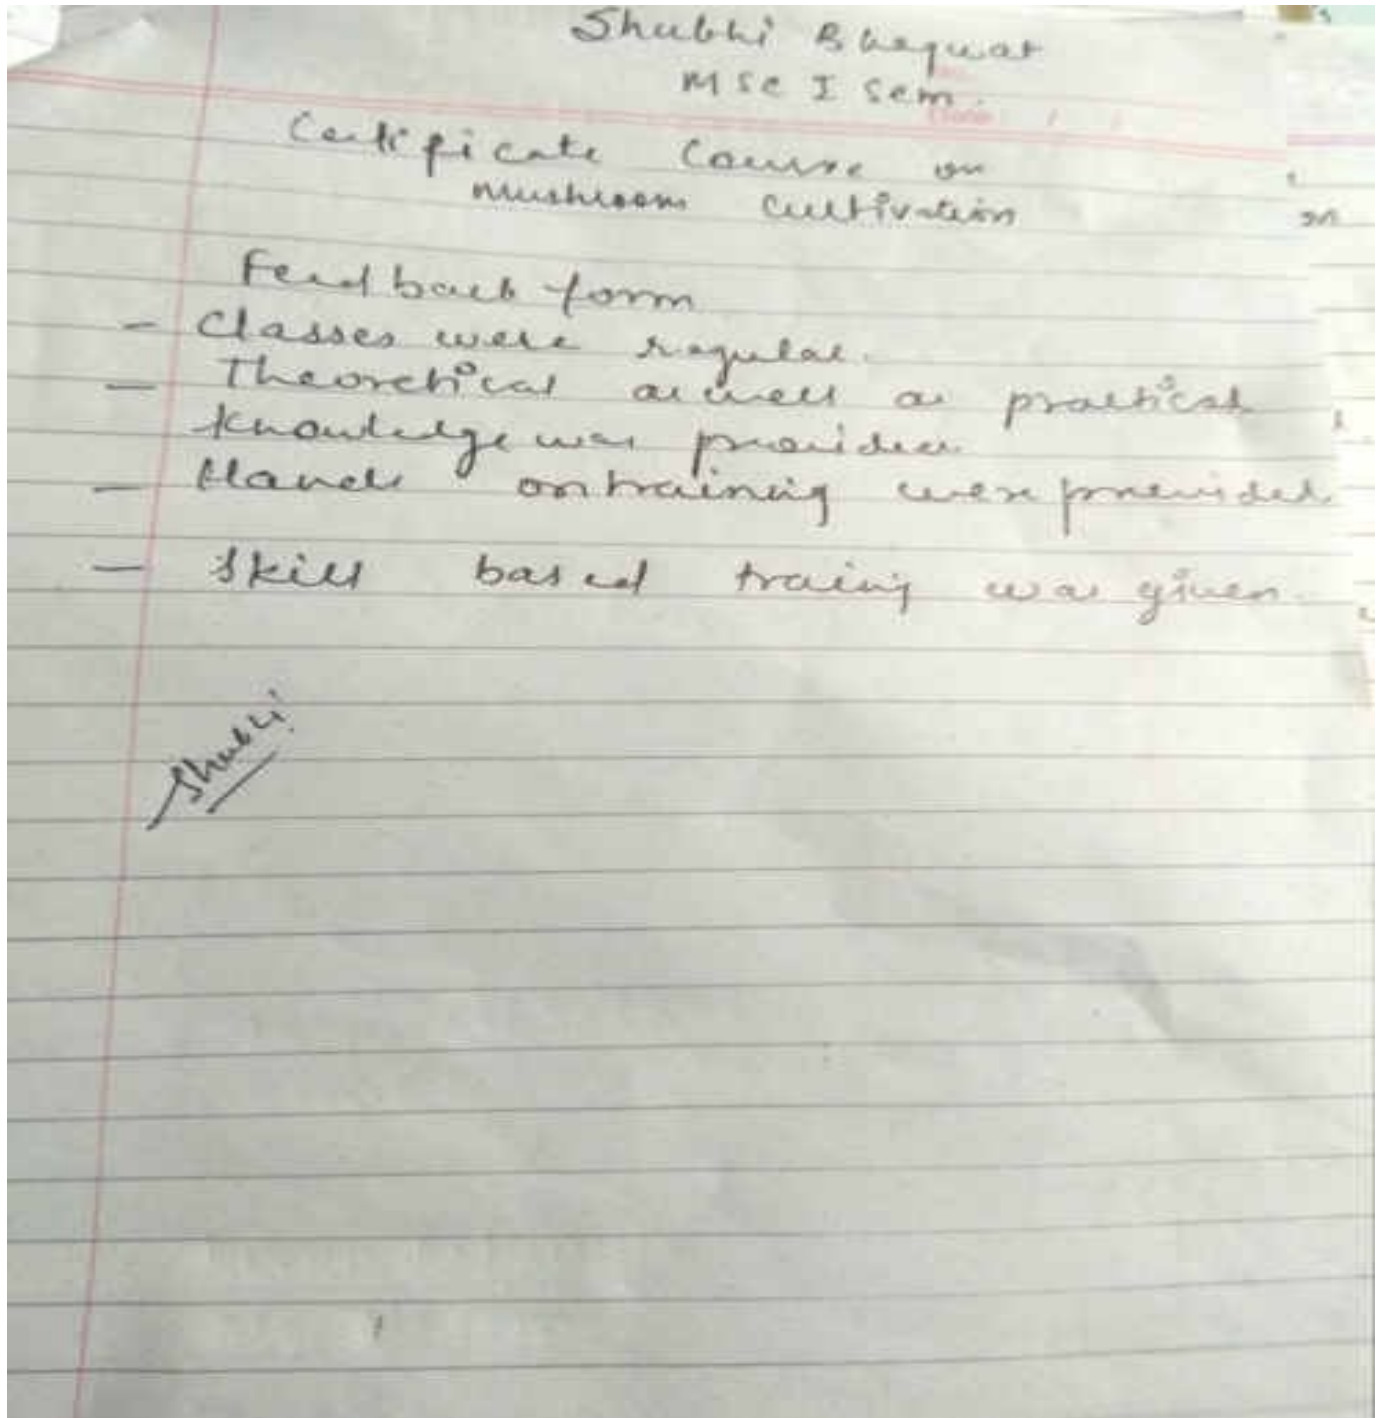 Shubhi Bhagwat
MSc I Sem.
Certificate Course on
mushroom cultivation
Feedback form
- Classes were regular.
- Theoretical as well as practical
knowledge was provided.
- Hands on training were provided.
- Skill based trainig was given.
Shubhi